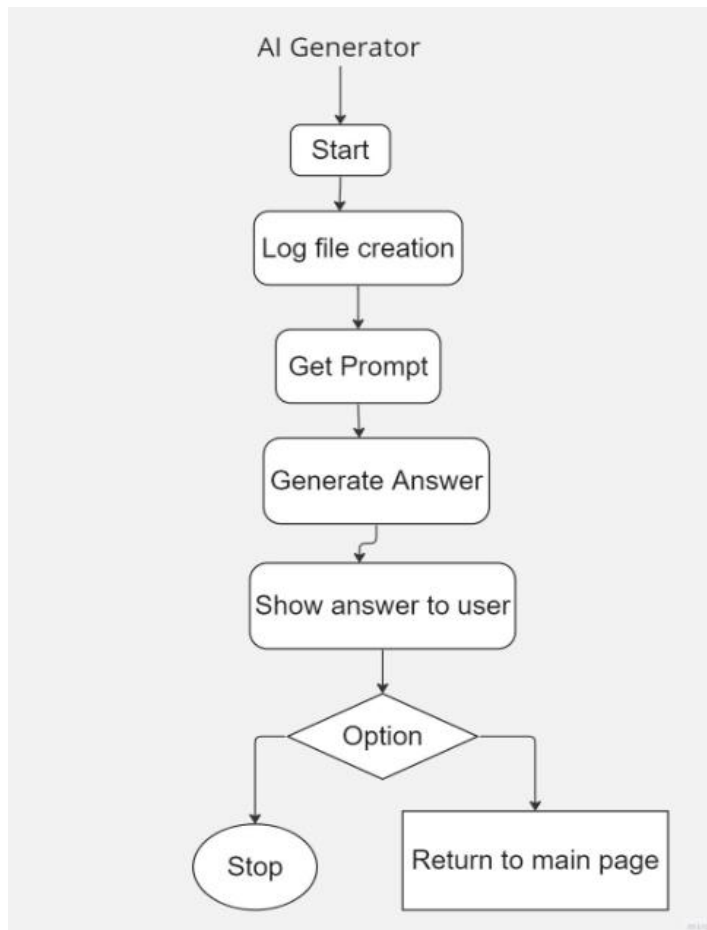 AI Generator
Start
Log file creation
Get Prompt
Generate Answer
Show answer to user
Option
Stop
Return to main page